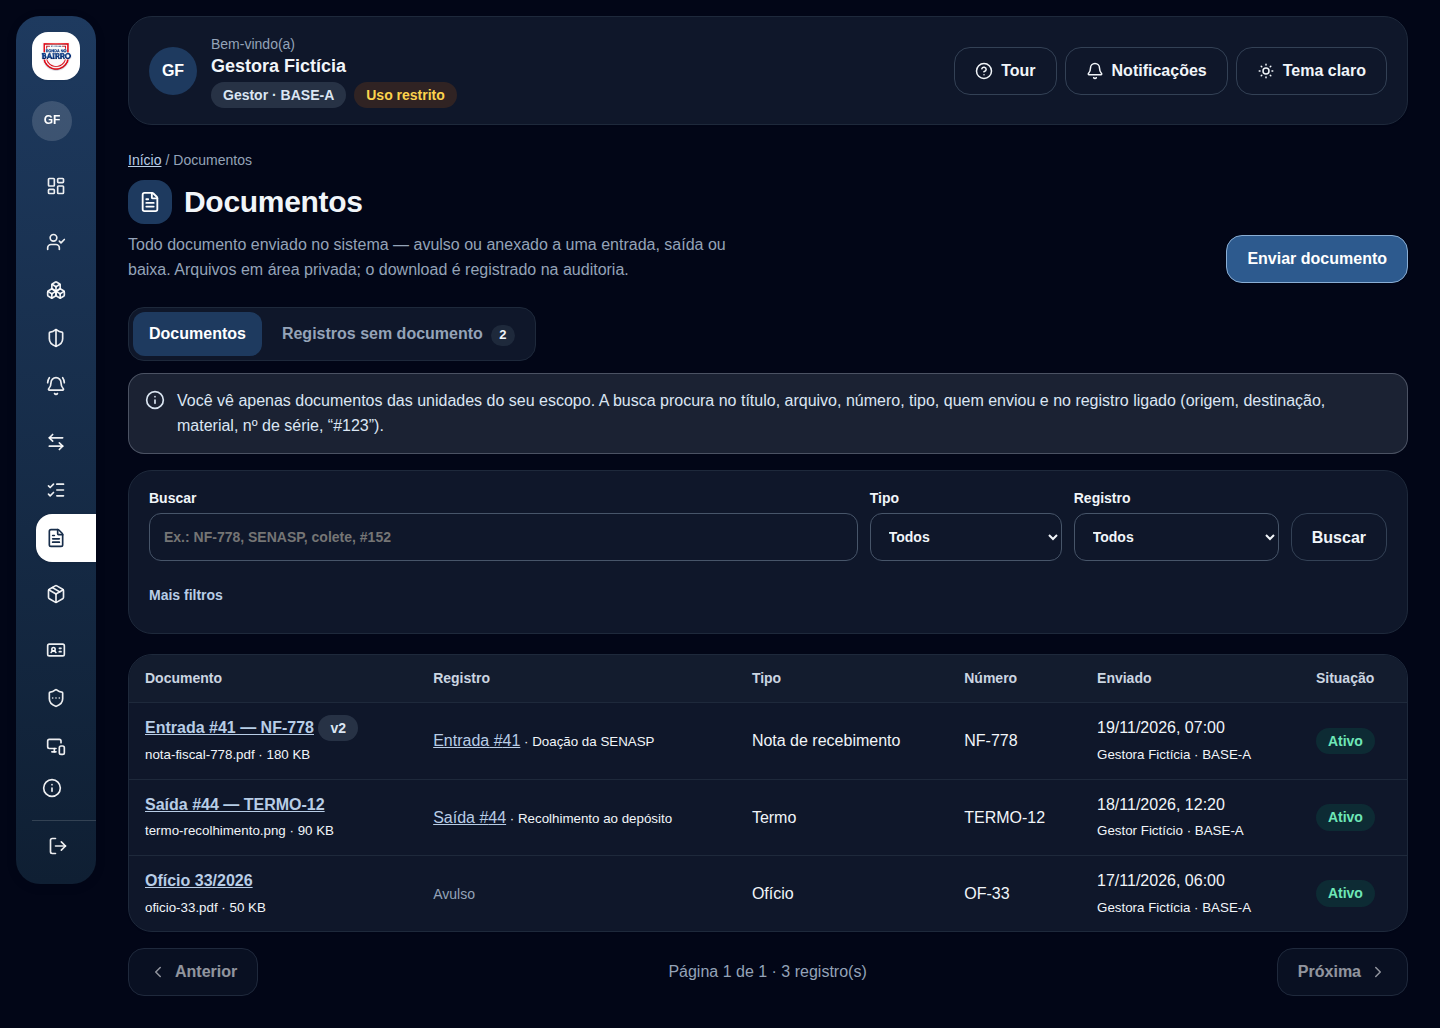 BAIRRO
GF
GF
Bem-vindo(a)
Gestora Fictícia
Gestor · BASE-A
Uso restrito
Tour
Notificações
Tema claro
Início / Documentos
Documentos
Todo documento enviado no sistema — avulso ou anexado a uma entrada, saída ou
baixa. Arquivos em área privada; o download é registrado na auditoria.
Enviar documento
Documentos
Registros sem documento 2
Você vê apenas documentos das unidades do seu escopo. A busca procura no título, arquivo, número, tipo, quem enviou e no registro ligado (origem, destinação,
material, nº de série, “#123”).
Buscar
Tipo
Registro
Ex.: NF-778, SENASP, colete, #152
Todos
Todos
Buscar
Mais filtros
Documento Registro Tipo Número Enviado Situação
Entrada #41 — NF-778 v2
nota-fiscal-778.pdf · 180 KB
Entrada #41 · Doação da SENASP
Nota de recebimento
NF-778
19/11/2026, 07:00
Gestora Fictícia · BASE-A
Ativo
Saída #44 — TERMO-12
termo-recolhimento.png · 90 KB
Saída #44 · Recolhimento ao depósito
Termo
TERMO-12
18/11/2026, 12:20
Gestor Fictício · BASE-A
Ativo
Ofício 33/2026
oficio-33.pdf · 50 KB
Avulso
Ofício
OF-33
17/11/2026, 06:00
Gestora Fictícia · BASE-A
Ativo
Anterior
Página 1 de 1 · 3 registro(s)
Próxima